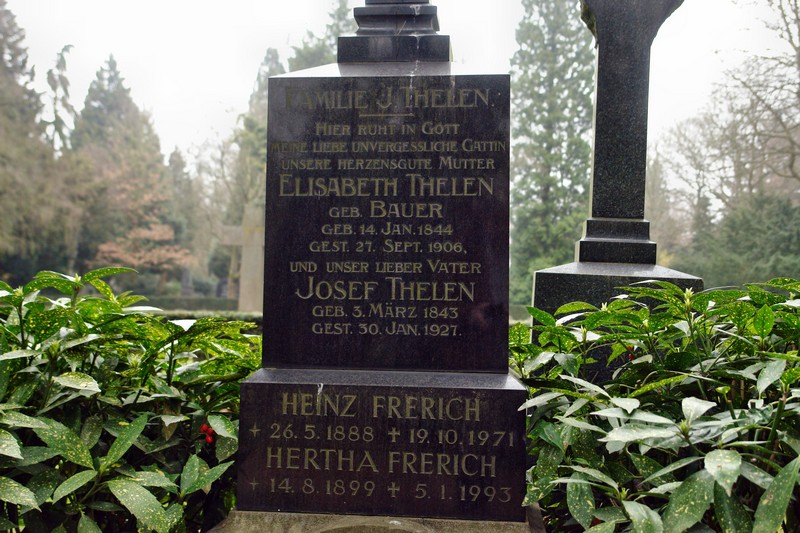 FAMILIE J. THELEN.
HIER RUHT IN GOTT
MEINE LIEBE UNVERGESSLICHE GATTIN
UNSERE HERZENSGUTE MUTTER
ELISABETH THELEN
GEB. BAUER
GEB. 14. JAN. 1844
GEST. 27. SEPT. 1906,
UND UNSER LIEBER VATER
JOSEF THELEN
GEB. 3. MÄRZ 1843
GEST. 30. JAN. 1927.
HEINZ FRERICH
+ 26.5.1888 ✝ 19.10.1971
HERTHA FRERICH
+ 14.8.1899 ✝ 5.1.1993